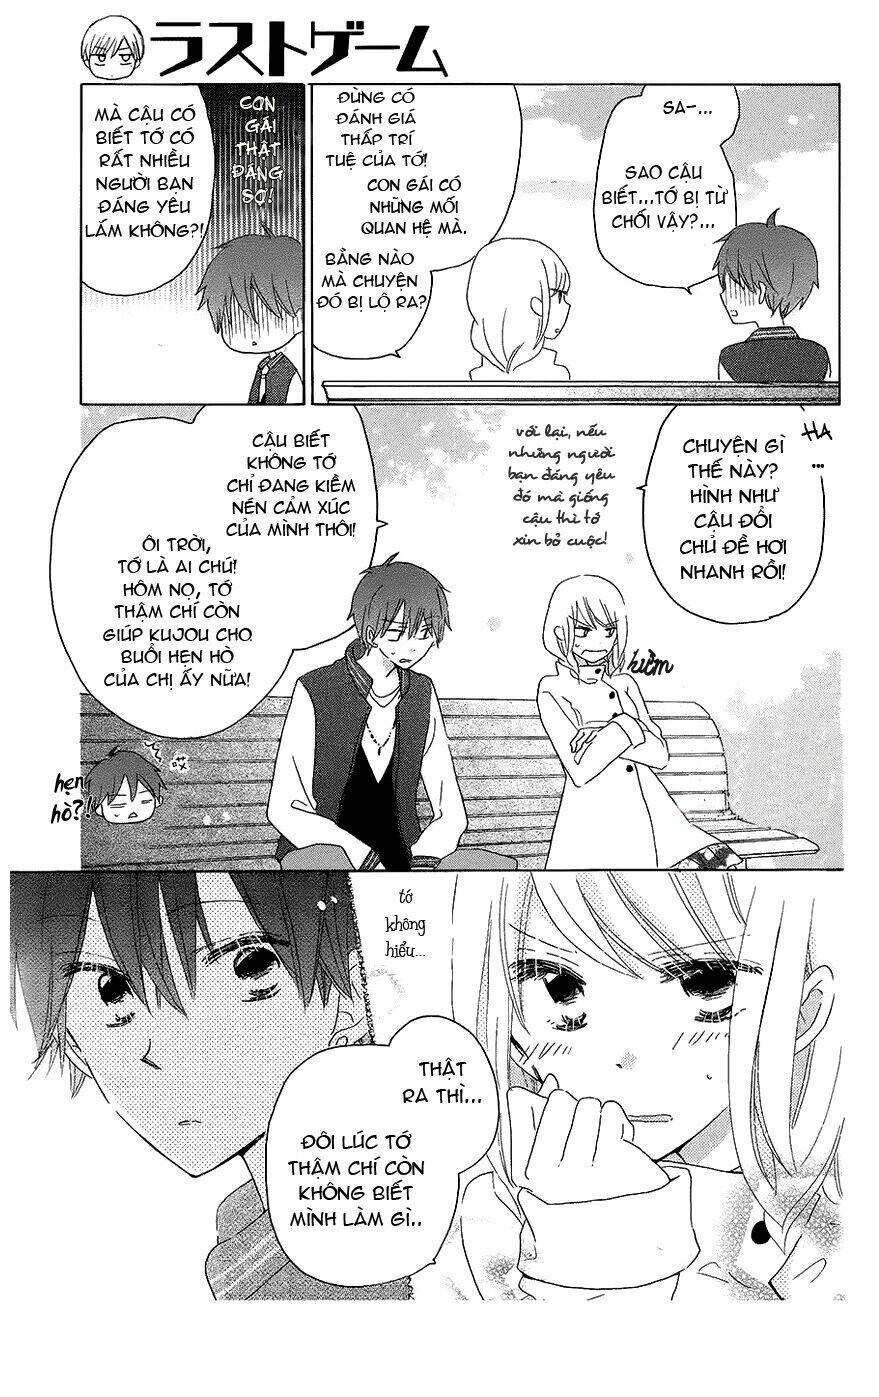 ラストゲーム
SA-...
SAO CÂU
BIẾT...TỚ BỊ TỪ
CHỐI VẬY?...
ĐỪNG CÓ
ĐÁNH GIÁ
THẤP TRÍ
TUỆ CỦA TỚ!
CON GÁI CÓ
NHŨNG MỐI
QUAN HỆ MÀ.
BẰNG NÀO
MÀ CHUYỆN
ĐÓ BỊ LỘ RA?
CON
GÁI
THẬT
ĐÁNG
SỢ!
MÀ CẬU CÓ
BIẾT TỚ CÓ
RẤT NHIỀU
NGƯỜI BẠN
ĐÁNG YÊU
LẮM KHÔNG?!
HA
...
CHUYỆN GÌ
THẾ NÀY?
HÌNH NHƯ
CẬU ĐỔI
CHỦ ĐỀ HƠI
NHANH RỒI!
với lại, nếu
những người
bạn đáng yêu
đó mà giống
cậu thì tớ
xin bỏ cuộc!
hừm
CẬU BIẾT
KHÔNG TỚ
CHỈ ĐANG KIỀM
NÉN CẢM XÚC
CỦA MÌNH THÔI!
ÔI TRỜI,
TỚ LÀ AI CHỨ!
HÔM NỌ, TỚ
THẬM CHÍ CÒN
GIÚP KUJOU CHO
BUỔI HẸN HÒ
CỦA CHỊ ẤY NỮA!
hẹn
hò?!
tớ
không
hiểu...
THẬT
RA THÌ...
ĐÔI LÚC TỚ
THẬM CHÍ CÒN
KHÔNG BIẾT
MÌNH LÀM GÌ..